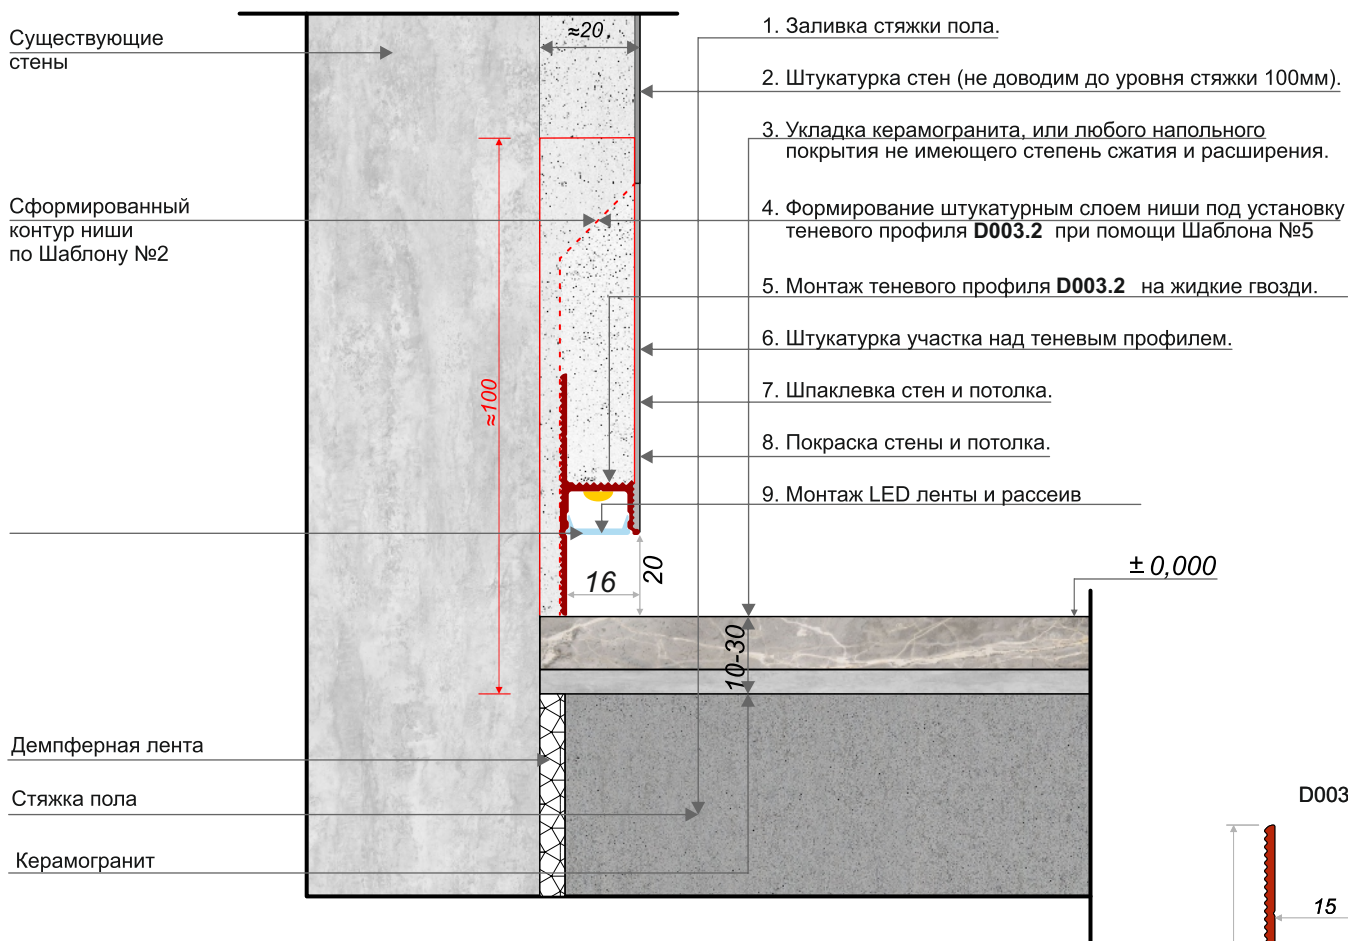 Существующие
стены
Сформированный
контур ниши
по Шаблону №2
Демпферная лента
Стяжка пола
Керамогранит
≈20
≈100
16
20
10-30
± 0,000
1. Заливка стяжки пола.
2. Штукатурка стен (не доводим до уровня стяжки 100мм).
3. Укладка керамогранита, или любого напольного
покрытия не имеющего степень сжатия и расширения.
4. Формирование штукатурным слоем ниши под установку
теневого профиля D003.2 при помощи Шаблона №5
5. Монтаж теневого профиля D003.2 на жидкие гвозди.
6. Штукатурка участка над теневым профилем.
7. Шпаклевка стен и потолка.
8. Покраска стены и потолка.
9. Монтаж LED ленты и рассеив
D003
15